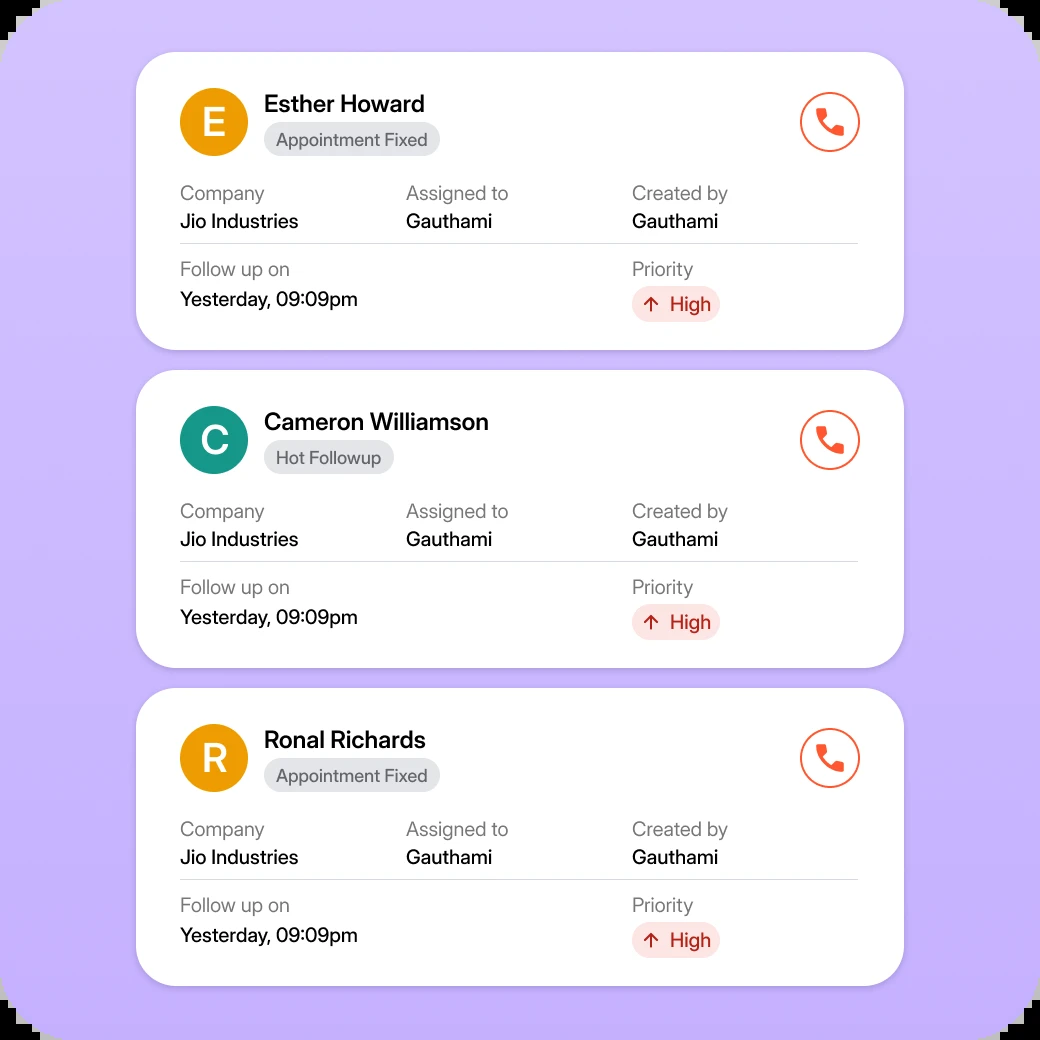 E
Esther Howard
Appointment Fixed
Company Assigned to Created by
Jio Industries Gauthami Gauthami
Follow up on Priority
Yesterday, 09:09pm High
C
Cameron Williamson
Hot Followup
Company Assigned to Created by
Jio Industries Gauthami Gauthami
Follow up on Priority
Yesterday, 09:09pm High
R
Ronal Richards
Appointment Fixed
Company Assigned to Created by
Jio Industries Gauthami Gauthami
Follow up on Priority
Yesterday, 09:09pm High